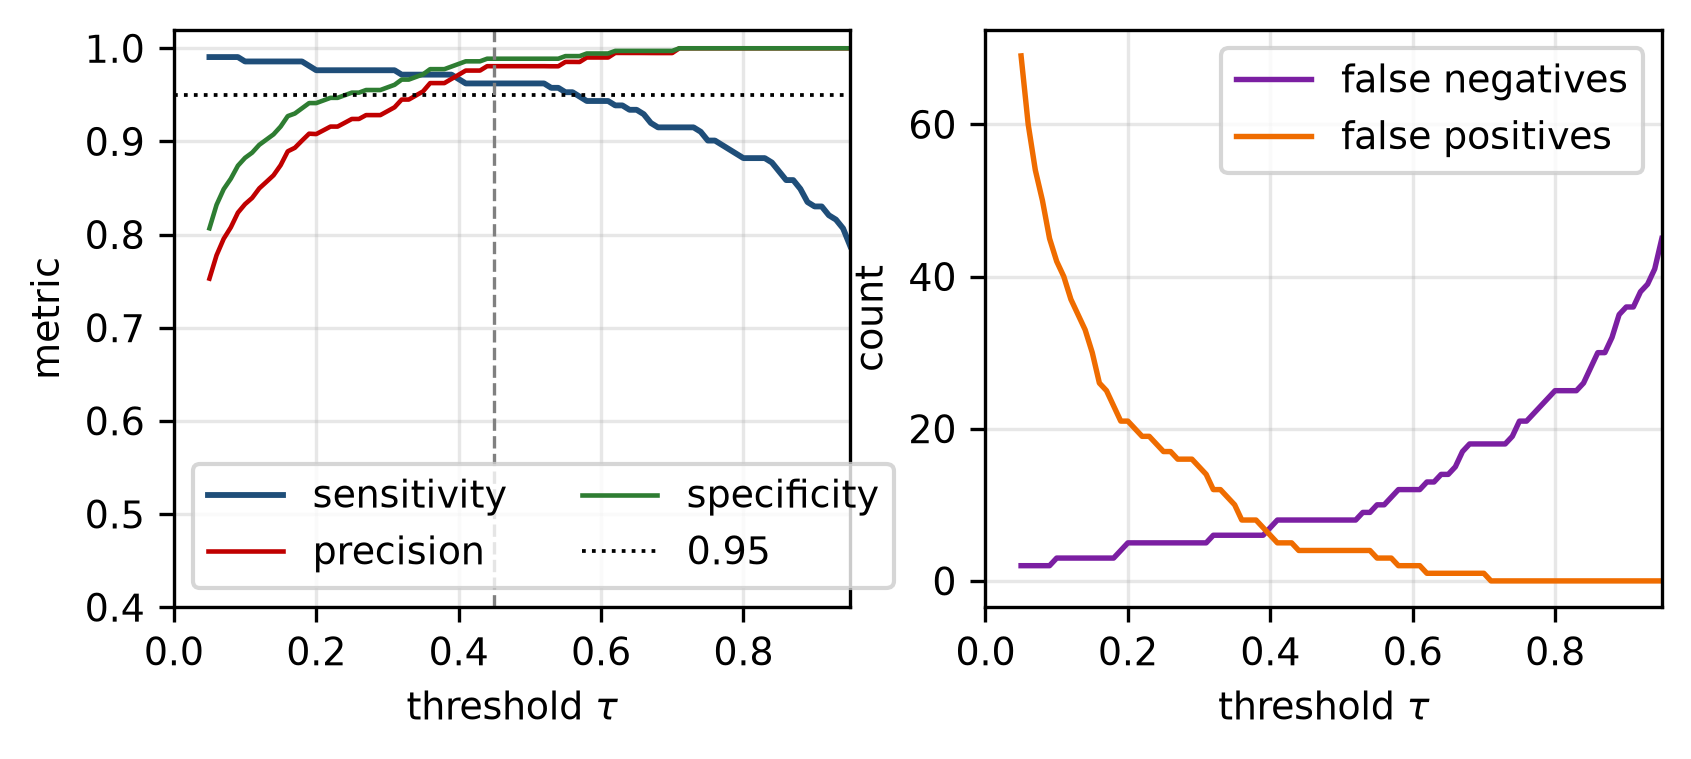 1.0
0.9
0.8
0.7
0.6
0.5
0.4
metric
0.0 0.2 0.4 0.6 0.8
threshold τ
sensitivity specificity
precision 0.95
60
40
20
0
count
0.0 0.2 0.4 0.6 0.8
threshold τ
false negatives
false positives